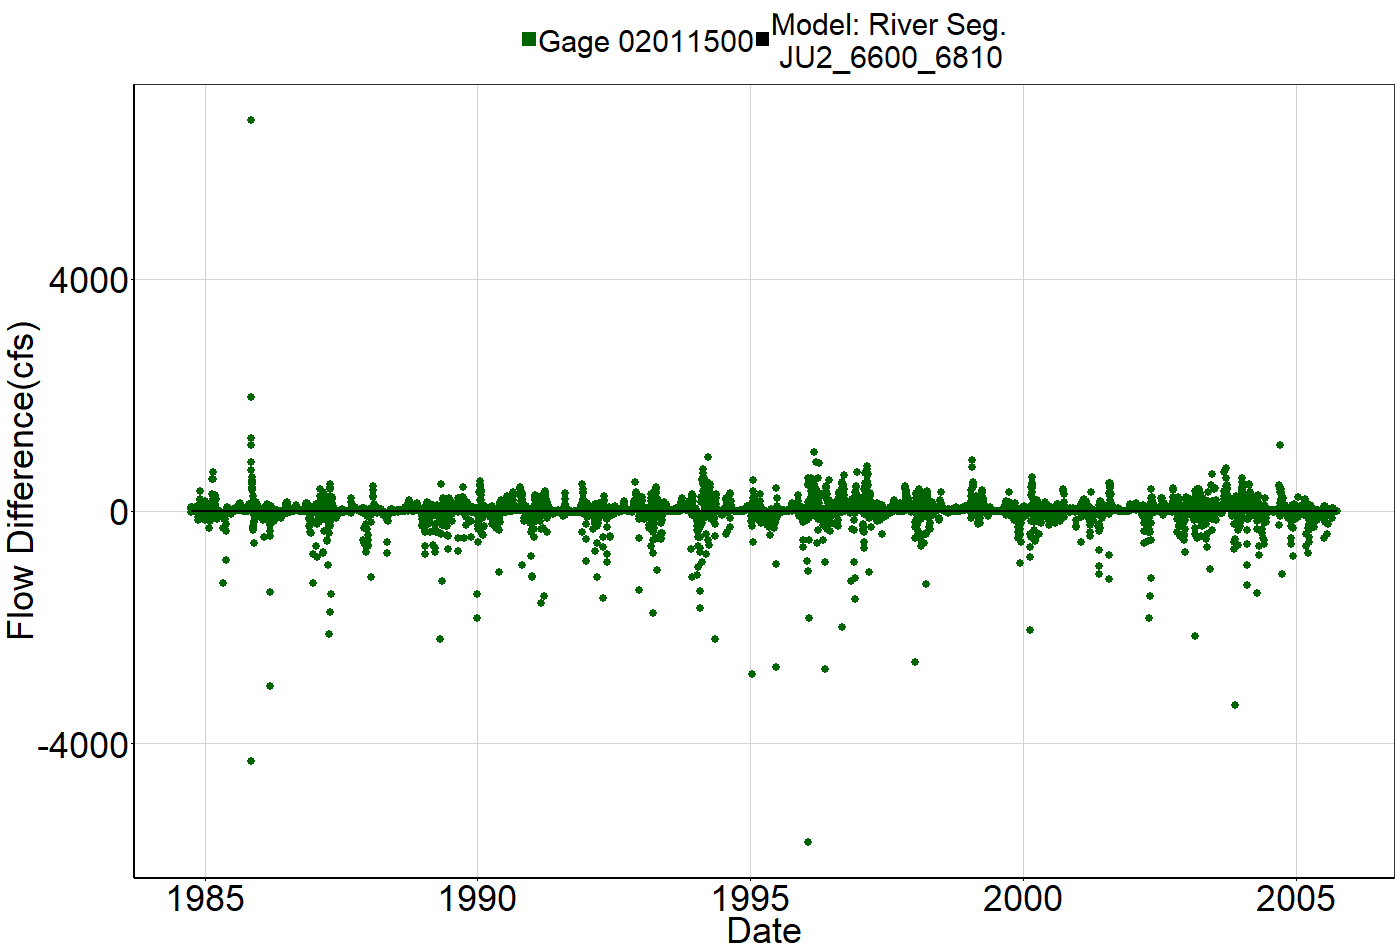 Gage 02011500
Model: River Seg.
JU2_6600_6810
Flow Difference(cfs)
4000
0
-4000
1985
1990
1995
2000
2005
Date